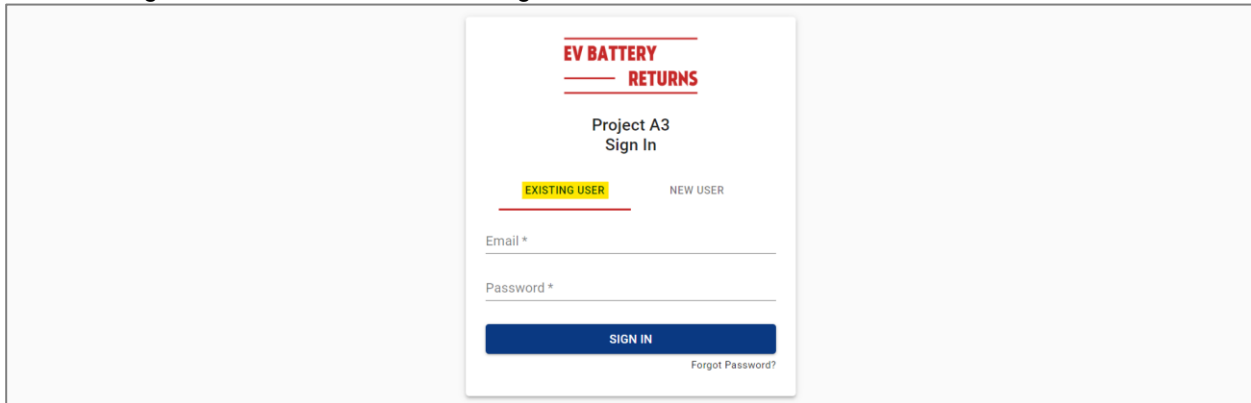 EV BATTERY
RETURNS
Project A3
Sign In
EXISTING USER NEW USER
Email *
Password *
SIGN IN
Forgot Password?